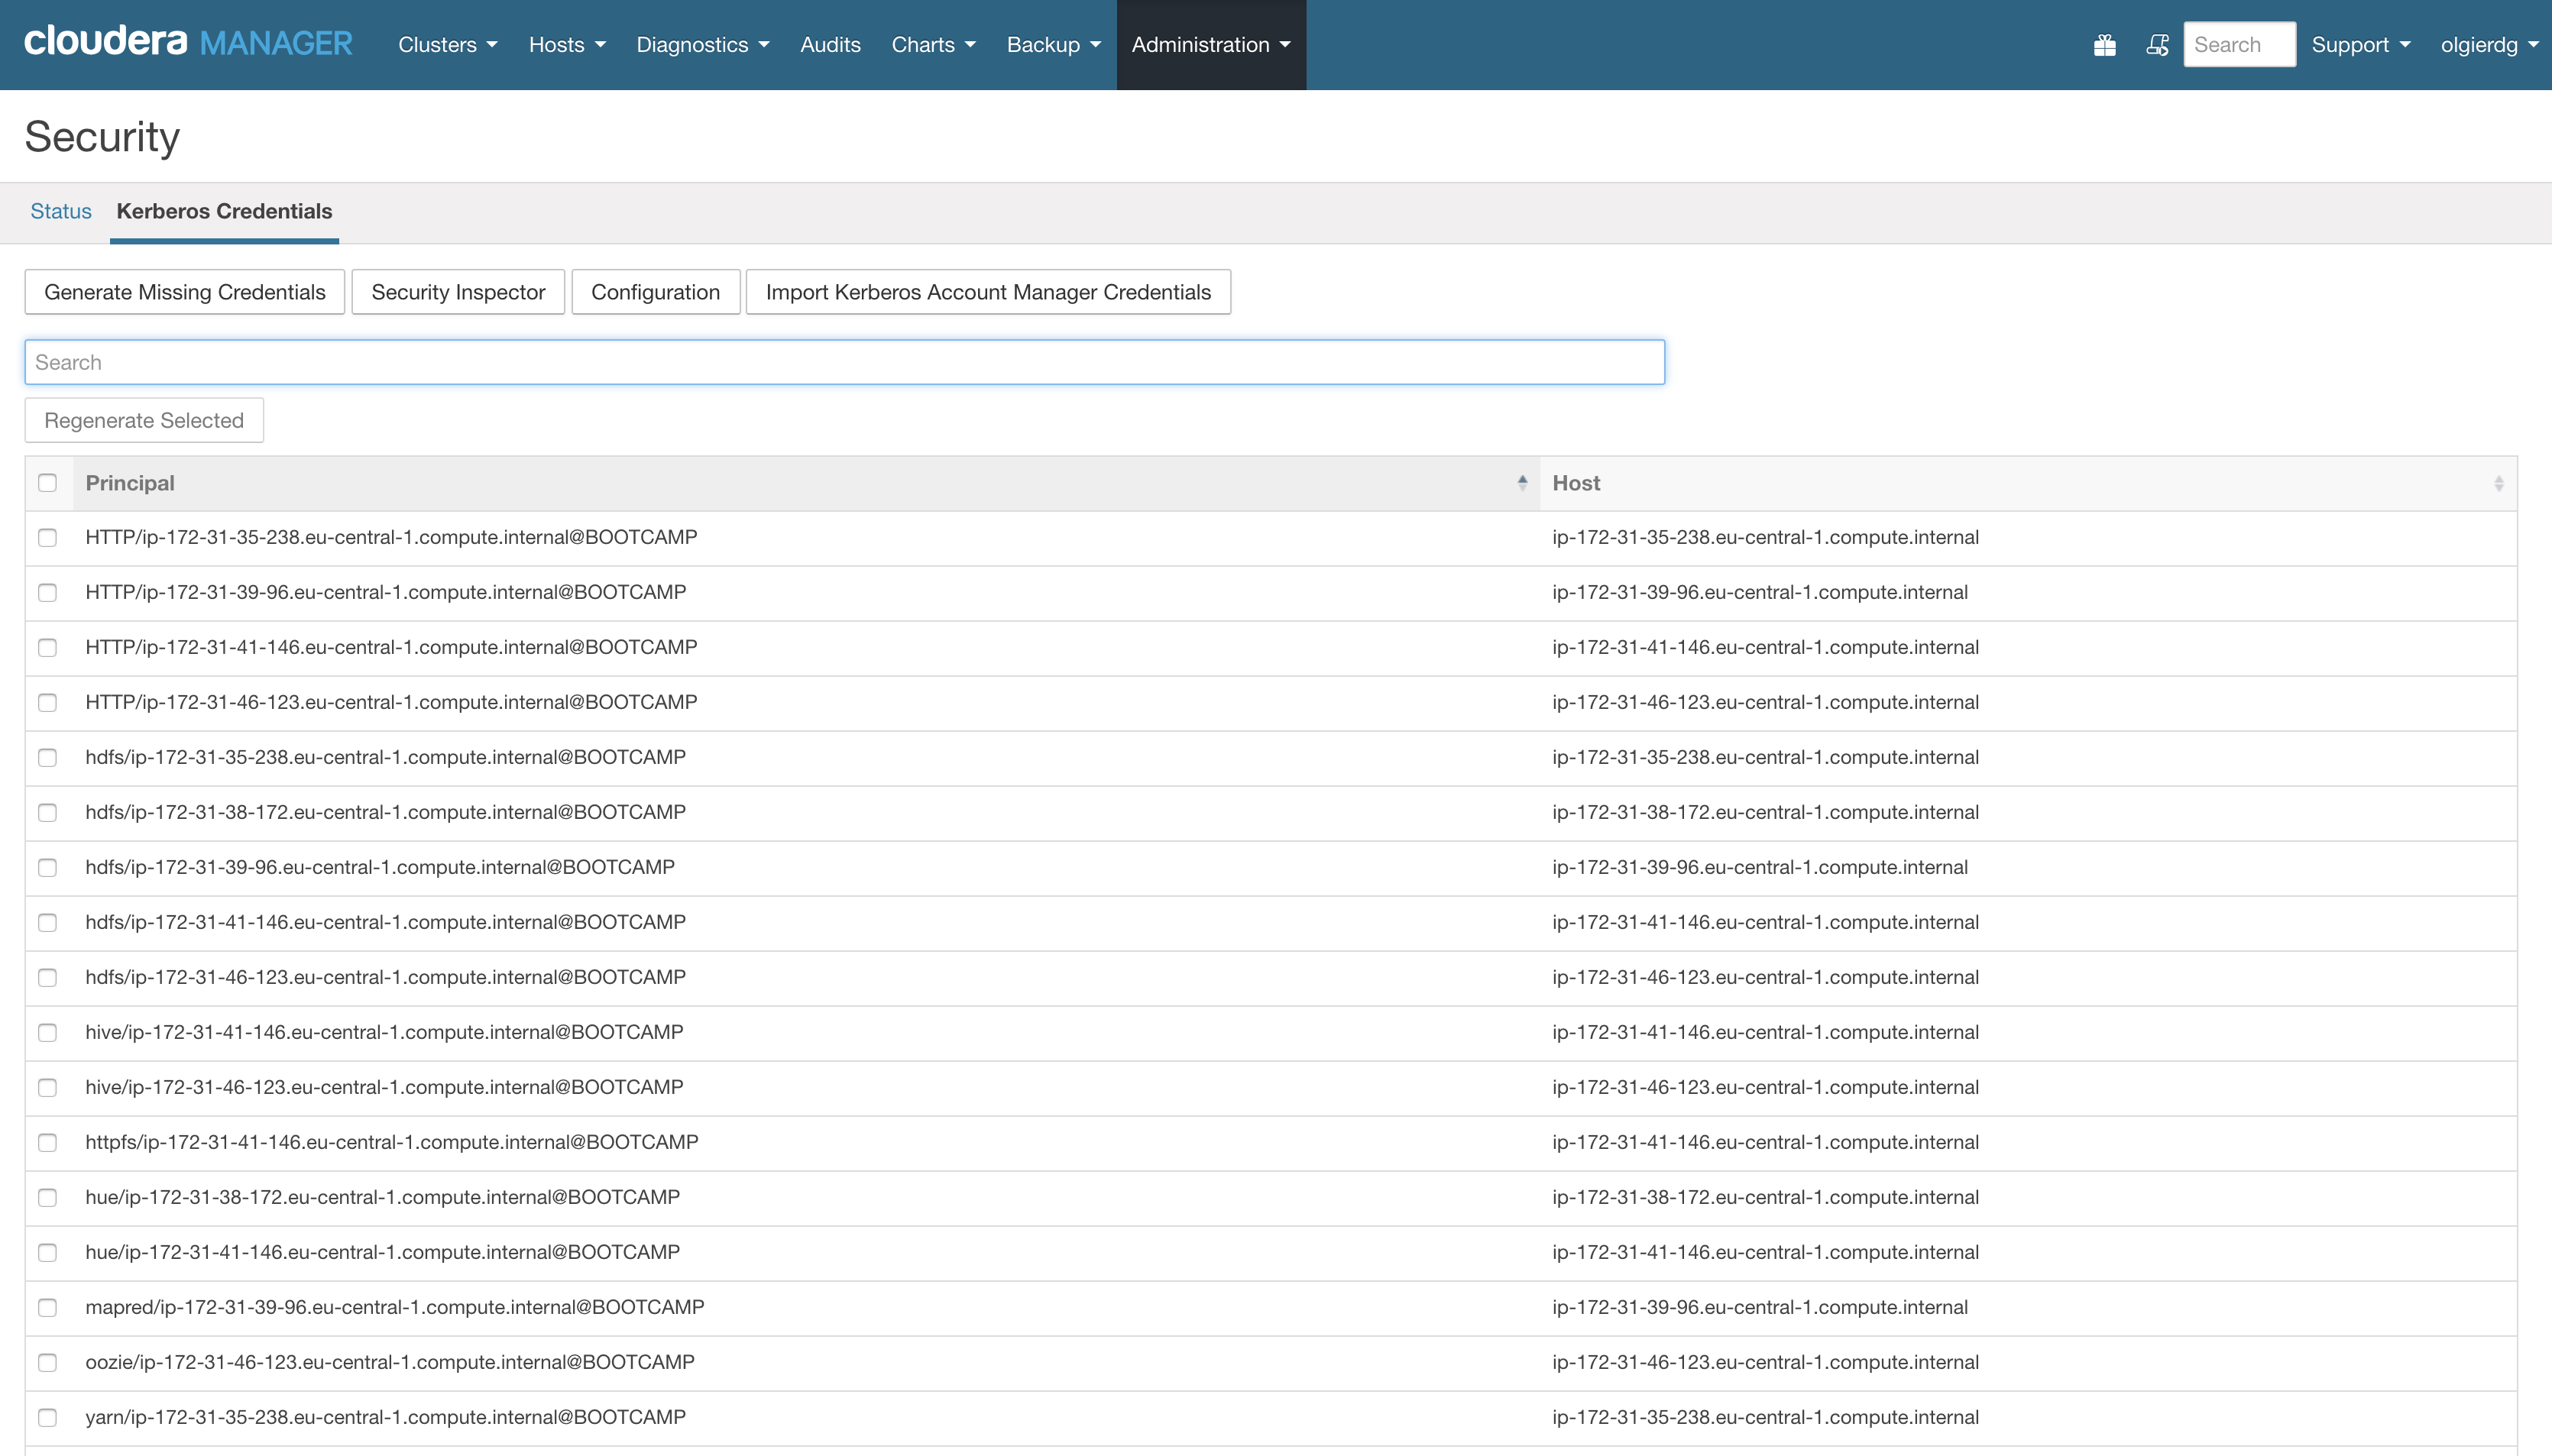 cloudera MANAGER Clusters Hosts Diagnostics Audits Charts Backup Administration Search Support olgierdg
Security
Status Kerberos Credentials
Generate Missing Credentials Security Inspector Configuration Import Kerberos Account Manager Credentials
Search
Regenerate Selected
Principal Host
HTTP/ip-172-31-35-238.eu-central-1.compute.internal@BOOTCAMP ip-172-31-35-238.eu-central-1.compute.internal
HTTP/ip-172-31-39-96.eu-central-1.compute.internal@BOOTCAMP ip-172-31-39-96.eu-central-1.compute.internal
HTTP/ip-172-31-41-146.eu-central-1.compute.internal@BOOTCAMP ip-172-31-41-146.eu-central-1.compute.internal
HTTP/ip-172-31-46-123.eu-central-1.compute.internal@BOOTCAMP ip-172-31-46-123.eu-central-1.compute.internal
hdfs/ip-172-31-35-238.eu-central-1.compute.internal@BOOTCAMP ip-172-31-35-238.eu-central-1.compute.internal
hdfs/ip-172-31-38-172.eu-central-1.compute.internal@BOOTCAMP ip-172-31-38-172.eu-central-1.compute.internal
hdfs/ip-172-31-39-96.eu-central-1.compute.internal@BOOTCAMP ip-172-31-39-96.eu-central-1.compute.internal
hdfs/ip-172-31-41-146.eu-central-1.compute.internal@BOOTCAMP ip-172-31-41-146.eu-central-1.compute.internal
hdfs/ip-172-31-46-123.eu-central-1.compute.internal@BOOTCAMP ip-172-31-46-123.eu-central-1.compute.internal
hive/ip-172-31-41-146.eu-central-1.compute.internal@BOOTCAMP ip-172-31-41-146.eu-central-1.compute.internal
hive/ip-172-31-46-123.eu-central-1.compute.internal@BOOTCAMP ip-172-31-46-123.eu-central-1.compute.internal
httpfs/ip-172-31-41-146.eu-central-1.compute.internal@BOOTCAMP ip-172-31-41-146.eu-central-1.compute.internal
hue/ip-172-31-38-172.eu-central-1.compute.internal@BOOTCAMP ip-172-31-38-172.eu-central-1.compute.internal
hue/ip-172-31-41-146.eu-central-1.compute.internal@BOOTCAMP ip-172-31-41-146.eu-central-1.compute.internal
mapred/ip-172-31-39-96.eu-central-1.compute.internal@BOOTCAMP ip-172-31-39-96.eu-central-1.compute.internal
oozie/ip-172-31-46-123.eu-central-1.compute.internal@BOOTCAMP ip-172-31-46-123.eu-central-1.compute.internal
yarn/ip-172-31-35-238.eu-central-1.compute.internal@BOOTCAMP ip-172-31-35-238.eu-central-1.compute.internal